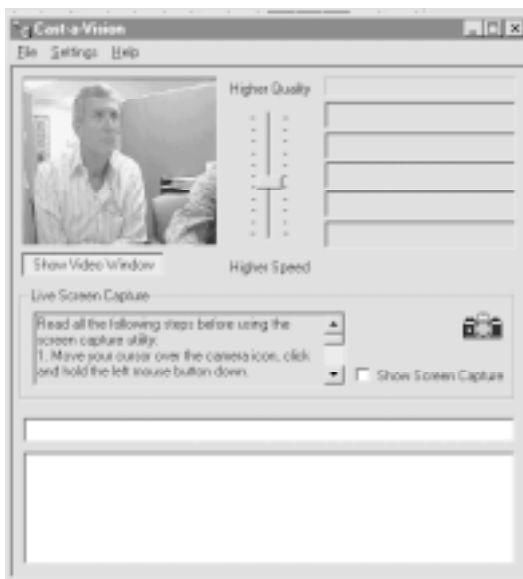 Cast-a-Vision
File Settings Help
Higher Quality
Show Video Window
Higher Speed
Live Screen Capture
Read all the following steps before using the
screen capture utility:
1. Move your cursor over the camera icon, click
and hold the left mouse button down.
Show Screen Capture